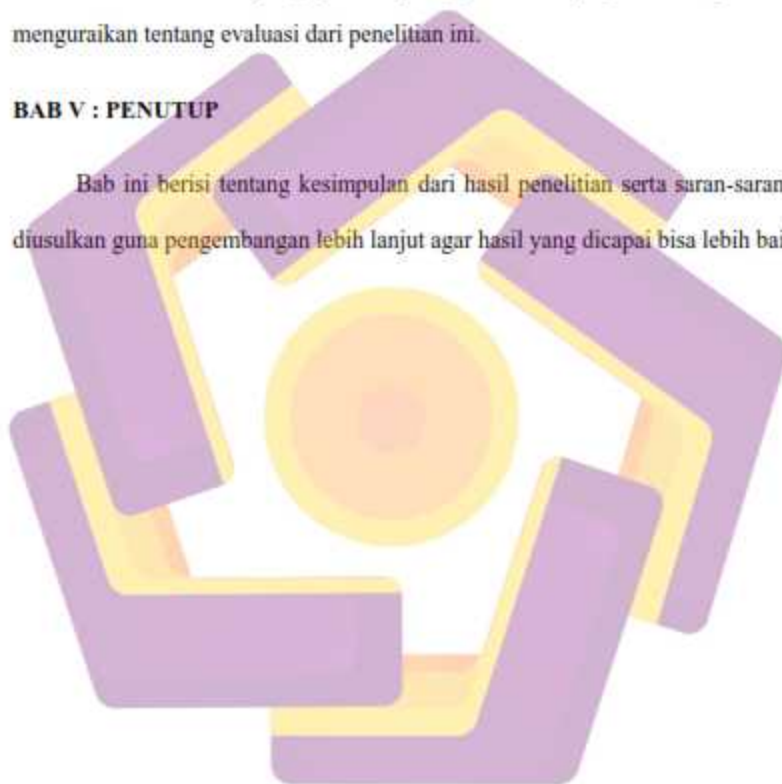 menguraikan tentang evaluasi dari penelitian ini.
BAB V : PENUTUP
Bab ini berisi tentang kesimpulan dari hasil penelitian serta saran-saran
diusulkan guna pengembangan lebih lanjut agar hasil yang dicapai bisa lebih bai